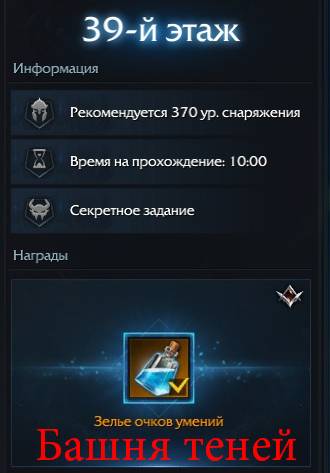 39-й этаж
Информация
Рекомендуется 370 ур. снаряжения
Время на прохождение: 10:00
Секретное задание
Награды
Зелье очков умений
Башня теней